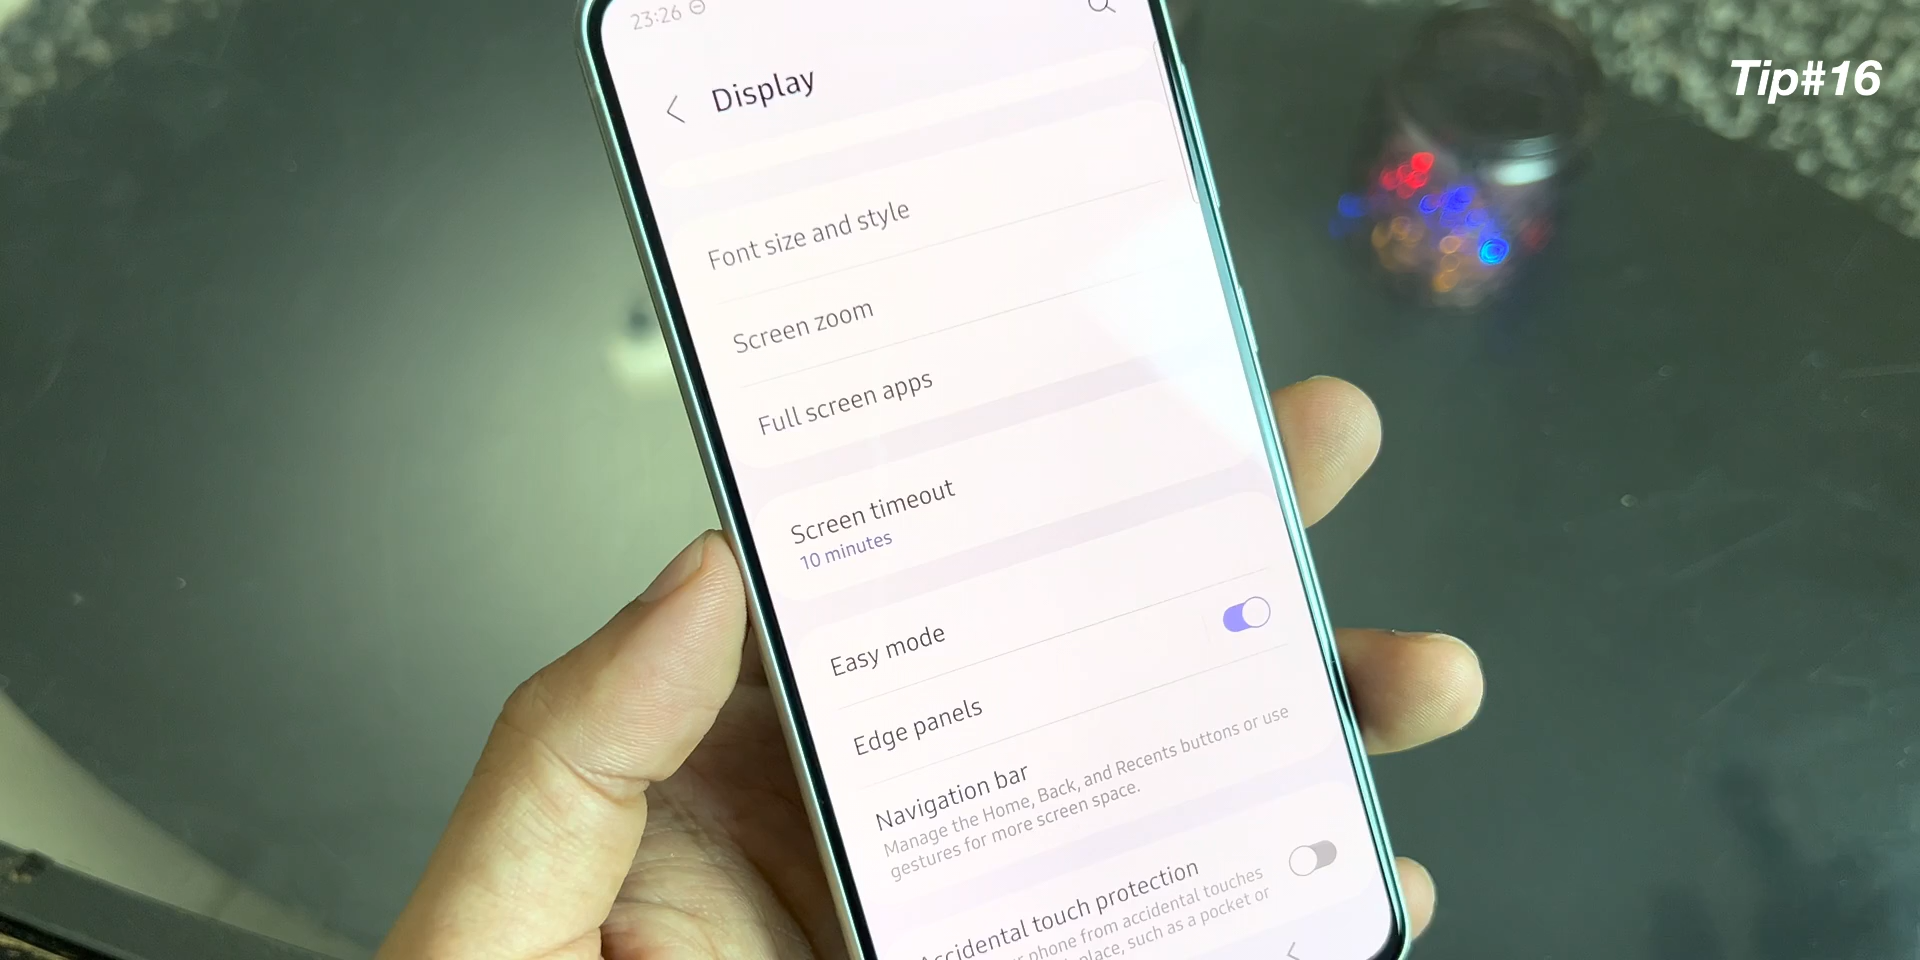 23:26
Tip#16
Display
Font size and style
Screen zoom
Full screen apps
Screen timeout
10 minutes
Easy mode
Edge panels
Navigation bar
Manage the Home, Back, and Recents buttons or use
gestures for more screen space.
Accidental touch protection
phone from accidental touches
place, such as a pocket or